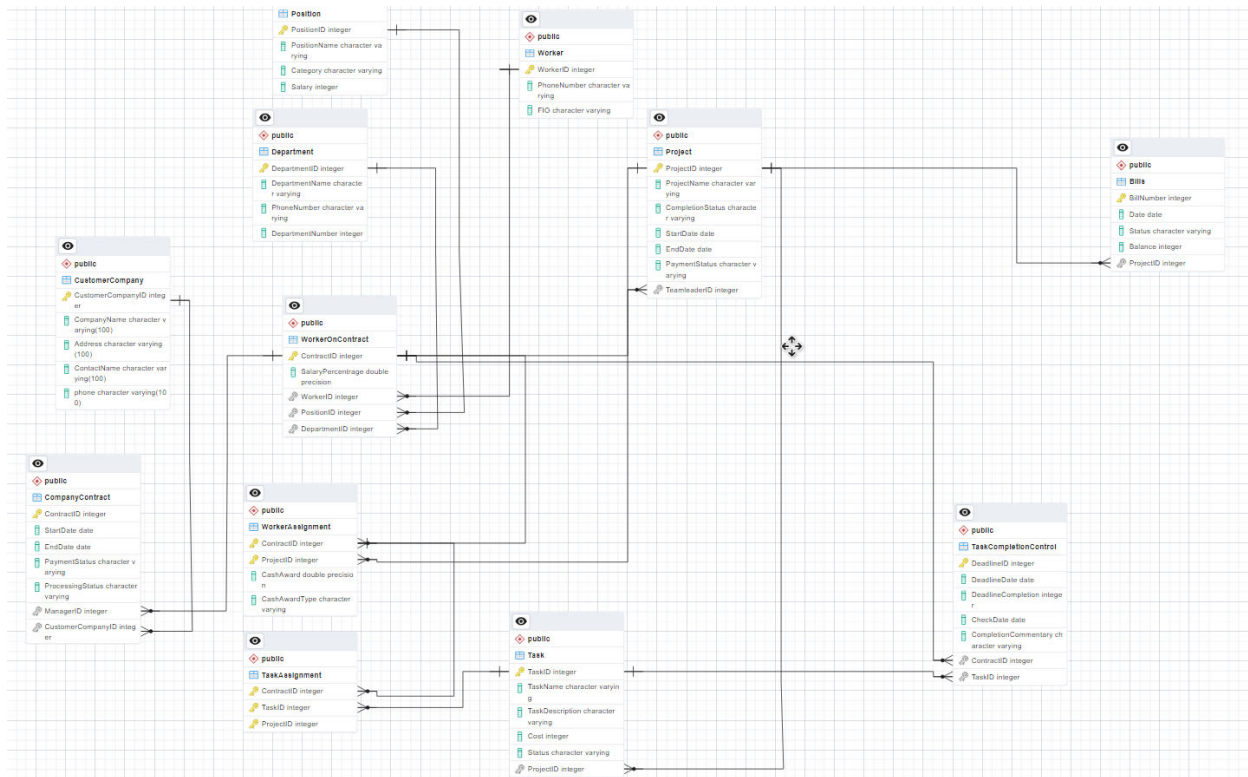 Position
PositionID integer
PositionName character va
rying
Category character varying
Salary integer
public
Worker
WorkerID integer
PhoneNumber character va
rying
FIO character varying
public
Department
DepartmentID integer
DepartmentName characte
r varying
PhoneNumber character va
rying
DepartmentNumber integer
public
Project
ProjectID integer
ProjectName character var
ying
CompletionStatus characte
r varying
StartDate date
EndDate date
PaymentStatus character v
arying
TeamleaderID integer
public
Bills
BillNumber integer
Date date
Status character varying
Balance integer
ProjectID integer
public
CustomerCompany
CustomerCompanyID integ
er
CompanyName character v
arying(100)
Address character varying
(100)
ContactName character var
ying(100)
phone character varying(10
0)
public
WorkerOnContract
ContractID integer
SalaryPercentrage double
precision
WorkerID integer
PositionID integer
DepartmentID integer
public
CompanyContract
ContractID integer
StartDate date
EndDate date
PaymentStatus character v
arying
ProcessingStatus character
varying
ManagerID integer
CustomerCompanyID integ
er
public
WorkerAssignment
ContractID integer
ProjectID integer
CashAward double precisio
n
CashAwardType character
varying
public
TaskAssignment
ContractID integer
TaskID integer
ProjectID integer
public
Task
TaskID integer
TaskName character varyin
g
TaskDescription character
varying
Cost integer
Status character varying
ProjectID integer
public
TaskCompletionControl
DeadlineID integer
DeadlineDate date
DeadlineCompletion intege
r
CheckDate date
CompletionCommentary ch
aracter varying
ContractID integer
TaskID integer